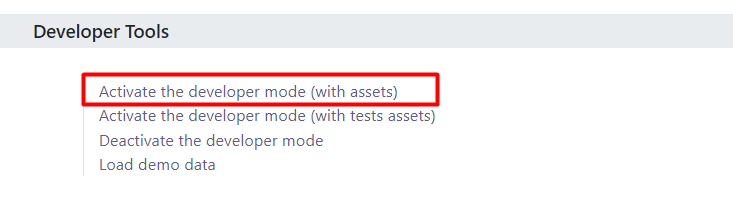 Developer Tools
Activate the developer mode (with assets)
Activate the developer mode (with tests assets)
Deactivate the developer mode
Load demo data